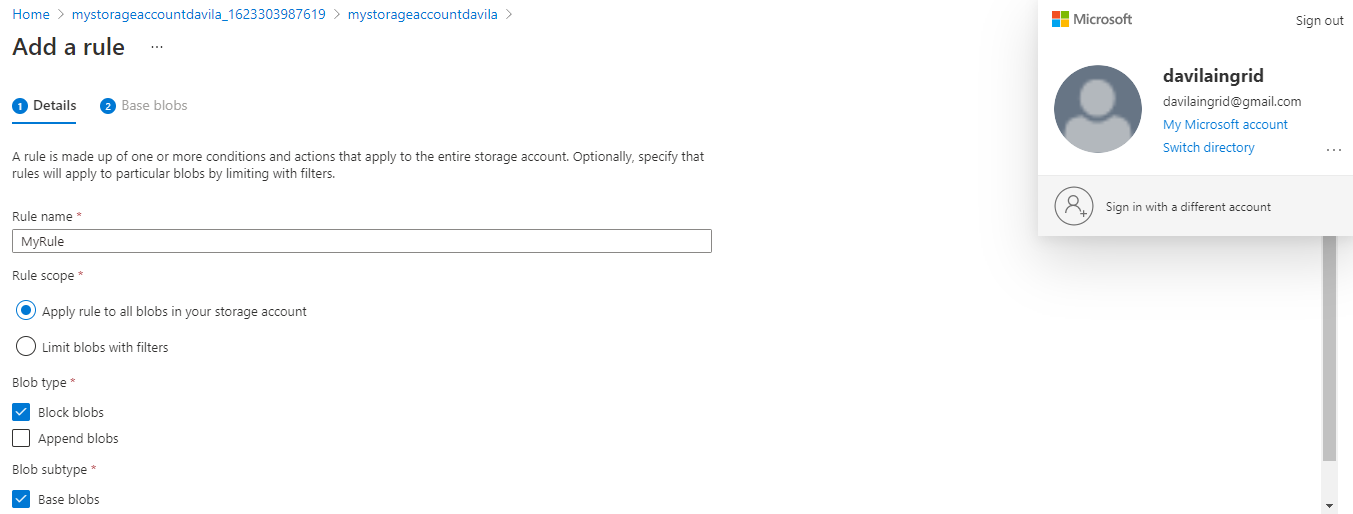 Home > mystorageaccountdavila_1623303987619 > mystorageaccountdavila >
Add a rule ...
1 Details 2 Base blobs
A rule is made up of one or more conditions and actions that apply to the entire storage account. Optionally, specify that
rules will apply to particular blobs by limiting with filters.
Rule name *
MyRule
Rule scope *
Apply rule to all blobs in your storage account
Limit blobs with filters
Blob type *
Block blobs
Append blobs
Blob subtype *
Base blobs
Microsoft
Sign out
davilaingrid
davilaingrid@gmail.com
My Microsoft account
Switch directory
...
Sign in with a different account